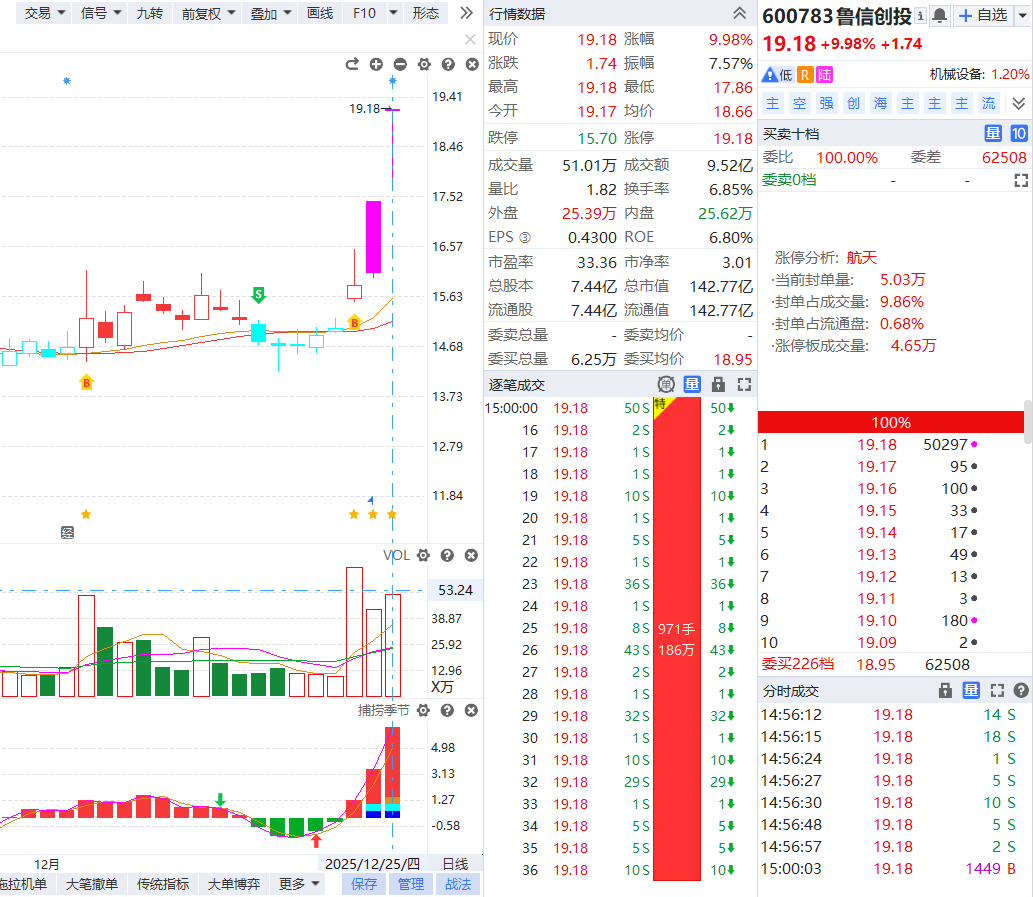 交易 信号 九转 前复权 叠加 画线 F10 形态
19.18
19.41
18.46
17.52
16.57
15.63
14.68
13.73
12.79
11.84
S
B
B
经
VOL
53.24
38.87
25.92
12.96
X万
捕捞季节
4.98
3.13
1.27
-0.58
12月 2025/12/25/四 日线
拖拉机单 大笔撤单 传统指标 大单博弈 更多 保存 管理 战法
行情数据
现价 19.18 涨幅 9.98%
涨跌 1.74 振幅 7.57%
最高 19.18 最低 17.86
今开 19.17 均价 18.66
跌停 15.70 涨停 19.18
成交量 51.01万 成交额 9.52亿
量比 1.82 换手率 6.85%
外盘 25.39万 内盘 25.62万
EPS ③ 0.4300 ROE 6.80%
市盈率 33.36 市净率 3.01
总股本 7.44亿 总市值 142.77亿
流通股 7.44亿 流通值 142.77亿
委卖总量 - 委卖均价 -
委买总量 6.25万 委买均价 18.95
逐笔成交 单 量
特
15:00:00 19.18 50 S 50
16 19.18 2 S 2
17 19.18 1 S 1
18 19.18 1 S 1
19 19.18 10 S 10
20 19.18 1 S 1
21 19.18 5 S 5
22 19.18 1 S 1
23 19.18 36 S 36
24 19.18 1 S 1
25 19.18 8 S 971手 8
26 19.18 43 S 186万 43
27 19.18 2 S 2
28 19.18 1 S 1
29 19.18 32 S 32
30 19.18 1 S 1
31 19.18 10 S 10
32 19.18 29 S 29
33 19.18 1 S 1
34 19.18 5 S 5
35 19.18 5 S 5
36 19.18 10 S 10
600783 鲁信创投 自选
19.18 +9.98% +1.74
低 R 陆 机械设备: 1.20%
主 空 强 创 海 主 主 主 流
买卖十档 量 10
委比 100.00% 委差 62508
委卖0档 - -
涨停分析: 航天
·当前封单量: 5.03万
·封单占成交量: 9.86%
·封单占流通盘: 0.68%
·涨停板成交量: 4.65万
100%
1 19.18 50297
2 19.17 95
3 19.16 100
4 19.15 33
5 19.14 17
6 19.13 49
7 19.12 13
8 19.11 3
9 19.10 180
10 19.09 2
委买226档 18.95 62508
分时成交 量
14:56:12 19.18 14 S
14:56:15 19.18 18 S
14:56:24 19.18 1 S
14:56:27 19.18 5 S
14:56:30 19.18 10 S
14:56:48 19.18 5 S
14:56:57 19.18 2 S
15:00:03 19.18 1449 B